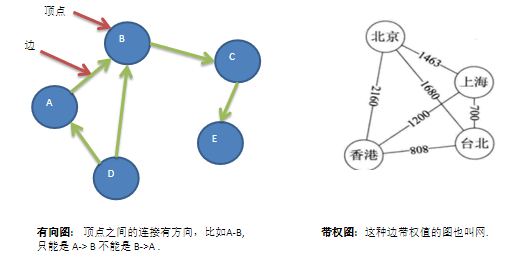 顶点
边
B
C
A
E
D
北京
1463
上海
2160
1680
1200
700
香港
808
台北
有向图: 顶点之间的连接有方向，比如A-B,
只能是 A-> B 不能是 B->A .
带权图: 这种边带权值的图也叫网.